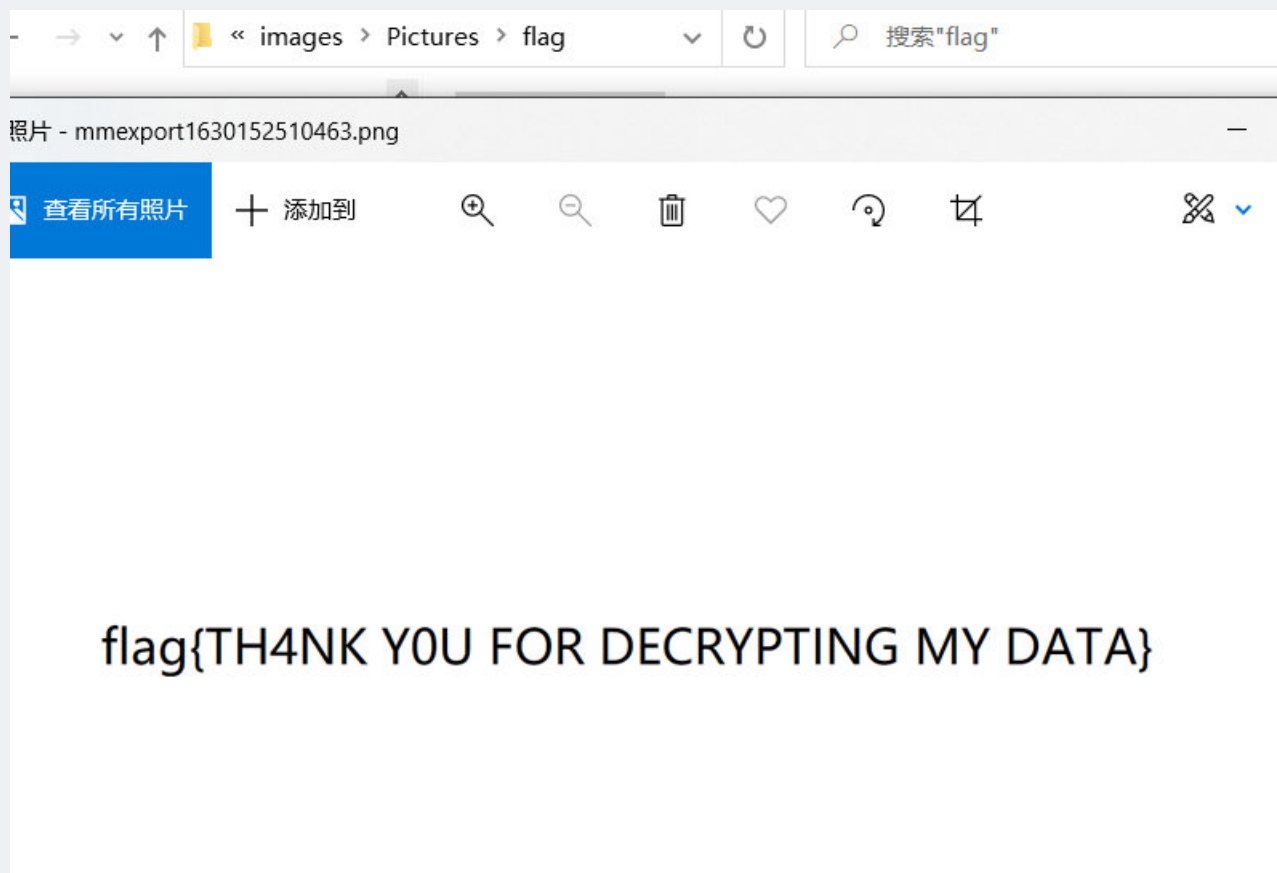 « images > Pictures > flag 搜索"flag"
照片 - mmexport1630152510463.png
查看所有照片 添加到
flag{TH4NK Y0U FOR DECRYPTING MY DATA}